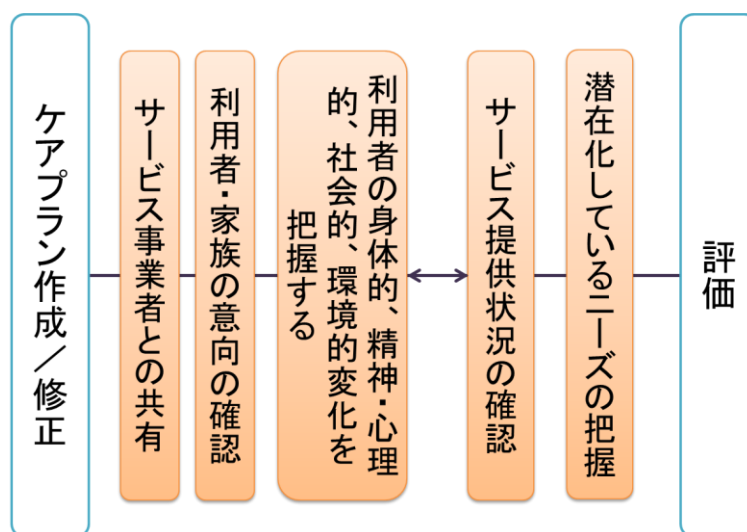 ケアプラン作成／修正
サービス事業者との共有
利用者・家族の意向の確認
利用者の身体的、精神・心理
的、社会的、環境的変化を
把握する
サービス提供状況の確認
潜在化しているニーズの把握
評価